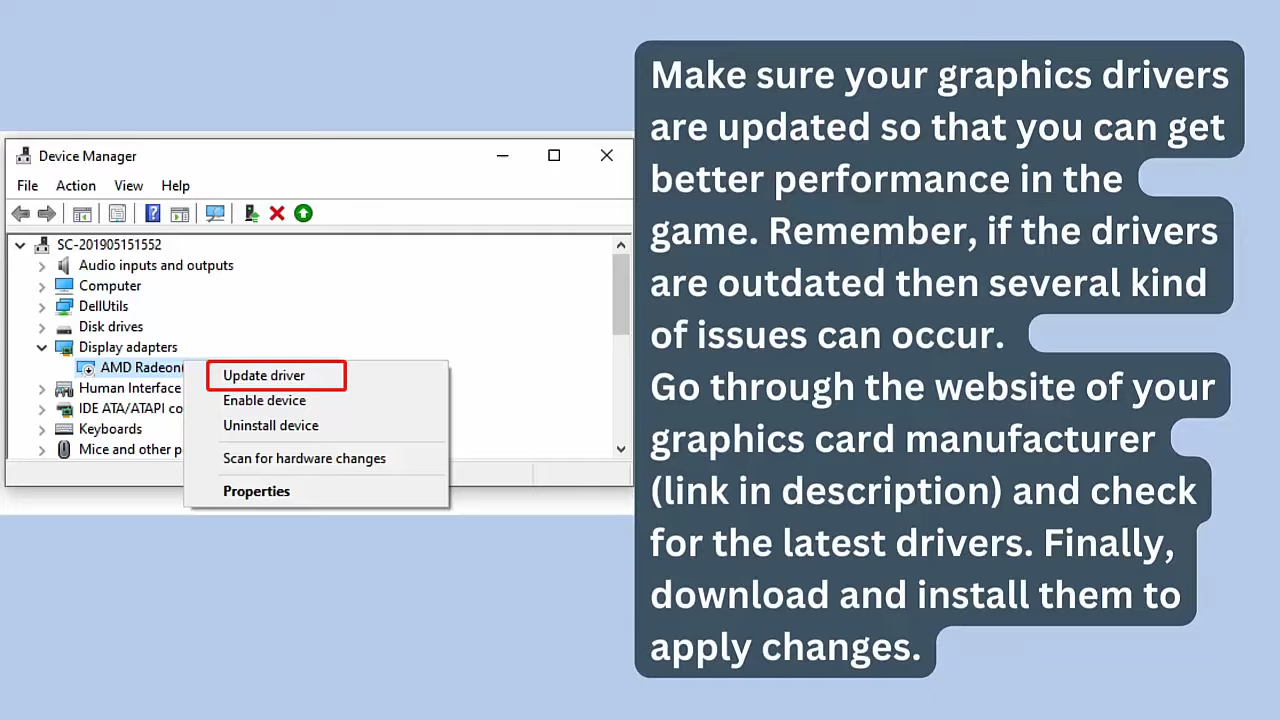 Device Manager
File Action View Help
SC-201905151552
Audio inputs and outputs
Computer
DellUtils
Disk drives
Display adapters
AMD Radeon
Human Interface
IDE ATA/ATAPI co
Keyboards
Mice and other p
Update driver
Enable device
Uninstall device
Scan for hardware changes
Properties
Make sure your graphics drivers
are updated so that you can get
better performance in the
game. Remember, if the drivers
are outdated then several kind
of issues can occur.
Go through the website of your
graphics card manufacturer
(link in description) and check
for the latest drivers. Finally,
download and install them to
apply changes.